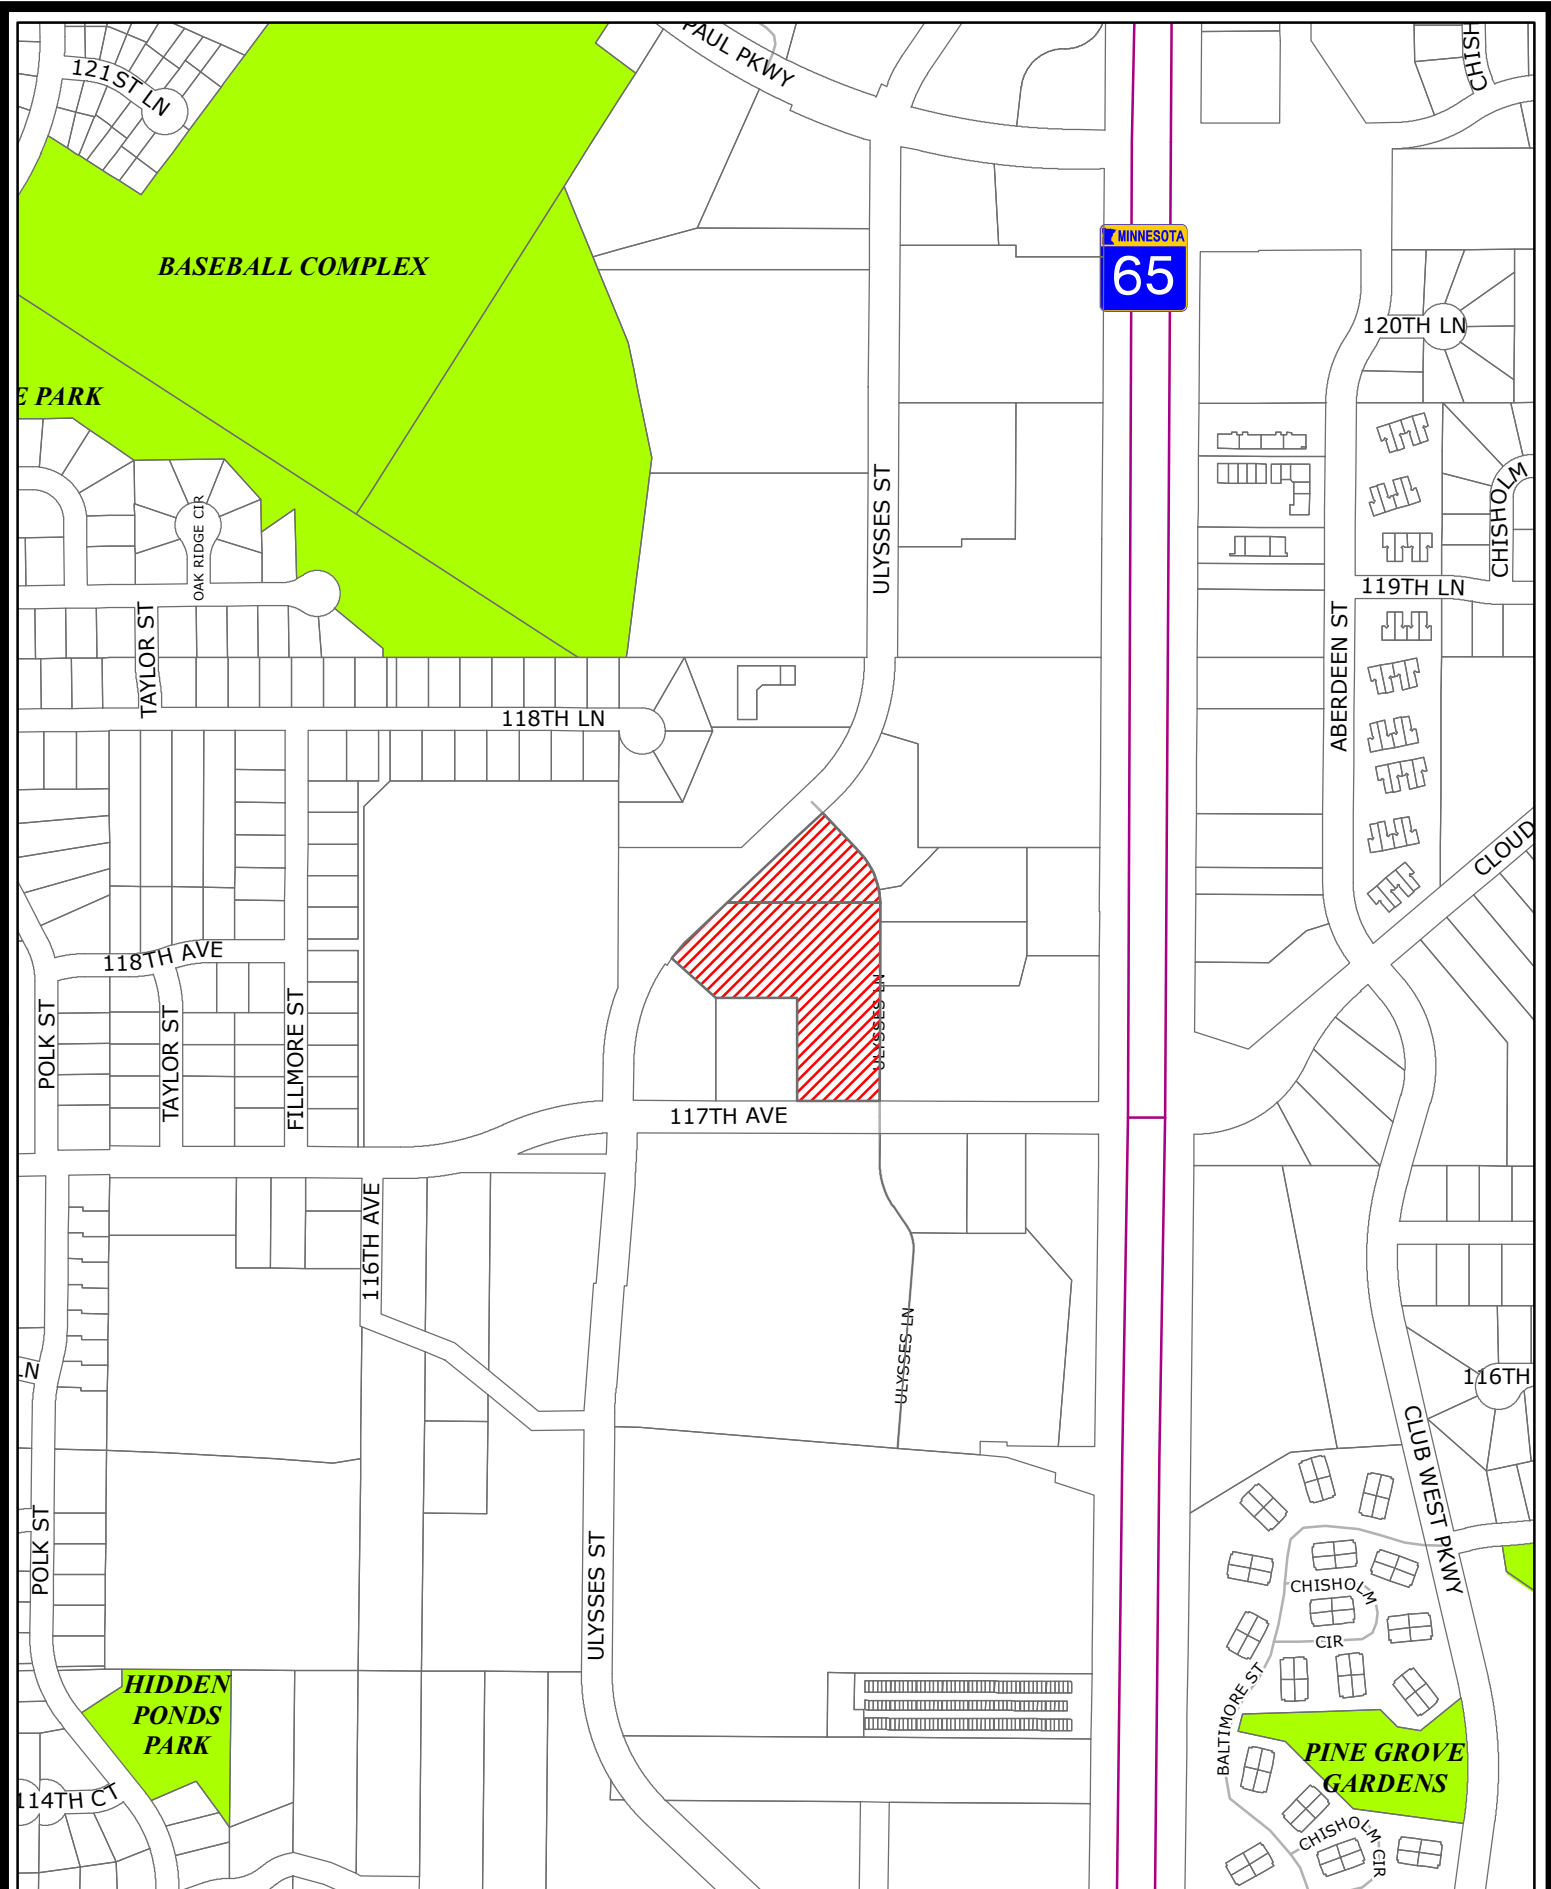 PAUL PKWY
CHISH
121ST LN
MINNESOTA
65
BASEBALL COMPLEX
120TH LN
E PARK
ULYSSES ST
CHISHOLM
OAK RIDGE CIR
119TH LN
TAYLOR ST
ABERDEEN ST
118TH LN
CLOUD
118TH AVE
POLK ST
TAYLOR ST
FILLMORE ST
ULYSSES LN
117TH AVE
116TH AVE
ULYSSES LN
LN
116TH
CLUB WEST PKWY
POLK ST
ULYSSES ST
CHISHOLM
CIR
BALTIMORE ST
HIDDEN
PONDS
PARK
PINE GROVE
GARDENS
114TH CT
CHISHOLM CIR